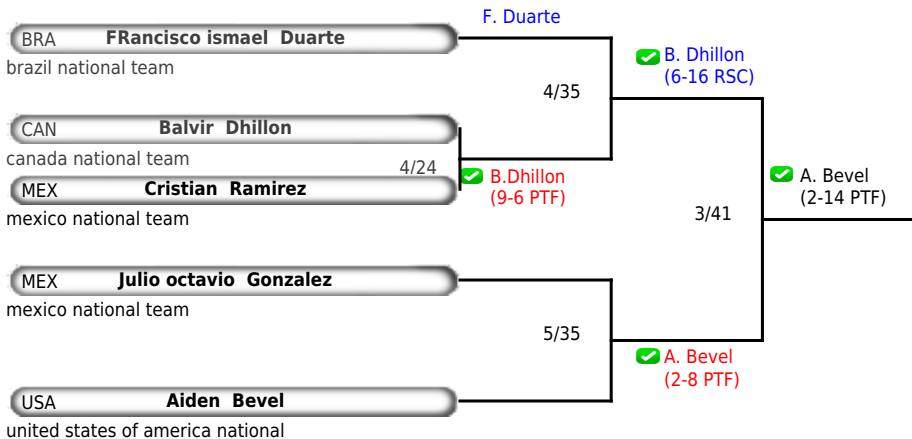 F. Duarte
BRA FRancisco ismael Duarte
brazil national team
B. Dhillon
(6-16 RSC)
4/35
CAN Balvir Dhillon
canada national team
4/24
B.Dhillon
(9-6 PTF)
MEX Cristian Ramirez
mexico national team
A. Bevel
(2-14 PTF)
3/41
MEX Julio octavio Gonzalez
mexico national team
5/35
A. Bevel
(2-8 PTF)
USA Aiden Bevel
united states of america national